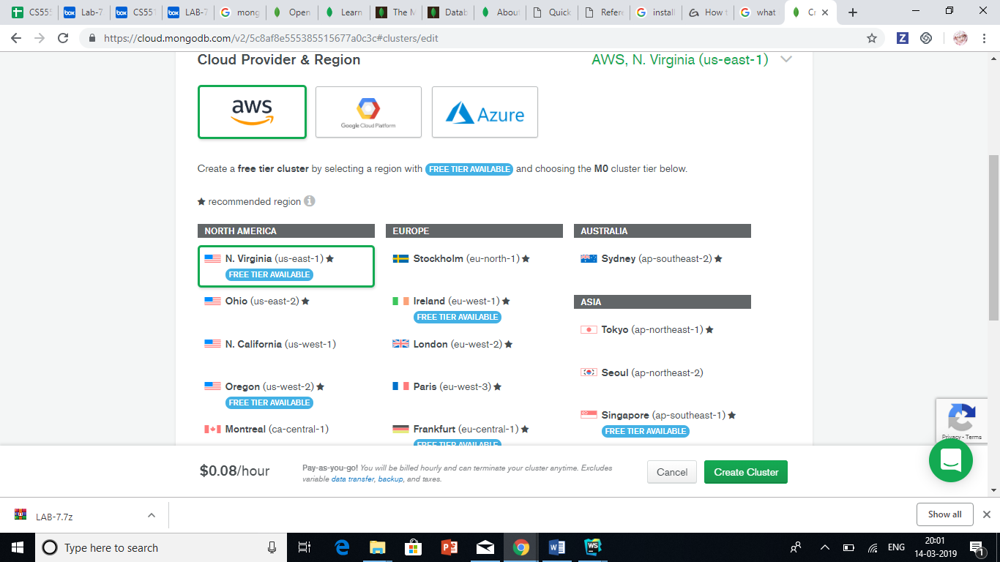 CS555
Lab-7
CS551
LAB-7
mong
Open
Learn
The M
Datab
About
Quick
Refere
install
How t
what
Cr
https://cloud.mongodb.com/v2/5c8af8e555385515677a0c3c#clusters/edit
Cloud Provider & Region
AWS, N. Virginia (us-east-1)
aws
Google Cloud Platform
Azure
Create a free tier cluster by selecting a region with FREE TIER AVAILABLE and choosing the M0 cluster tier below.
★ recommended region i
NORTH AMERICA
N. Virginia (us-east-1) ★
FREE TIER AVAILABLE
Ohio (us-east-2) ★
N. California (us-west-1)
Oregon (us-west-2) ★
FREE TIER AVAILABLE
Montreal (ca-central-1)
EUROPE
Stockholm (eu-north-1) ★
Ireland (eu-west-1) ★
FREE TIER AVAILABLE
London (eu-west-2) ★
Paris (eu-west-3) ★
Frankfurt (eu-central-1) ★
FREE TIER AVAILABLE
AUSTRALIA
Sydney (ap-southeast-2) ★
ASIA
Tokyo (ap-northeast-1) ★
Seoul (ap-northeast-2)
Singapore (ap-southeast-1) ★
FREE TIER AVAILABLE
Privacy - Terms
$0.08/hour
Pay-as-you-go! You will be billed hourly and can terminate your cluster anytime. Excludes
variable data transfer, backup, and taxes.
Cancel
Create Cluster
LAB-7.7z
Show all
Type here to search
ENG
20:01
14-03-2019
1